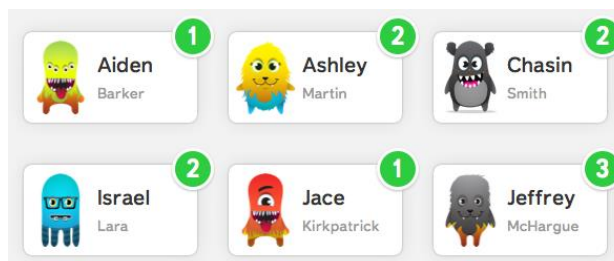 1
Aiden
Barker
2
Ashley
Martin
2
Chasin
Smith
2
Israel
Lara
1
Jace
Kirkpatrick
3
Jeffrey
McHargue